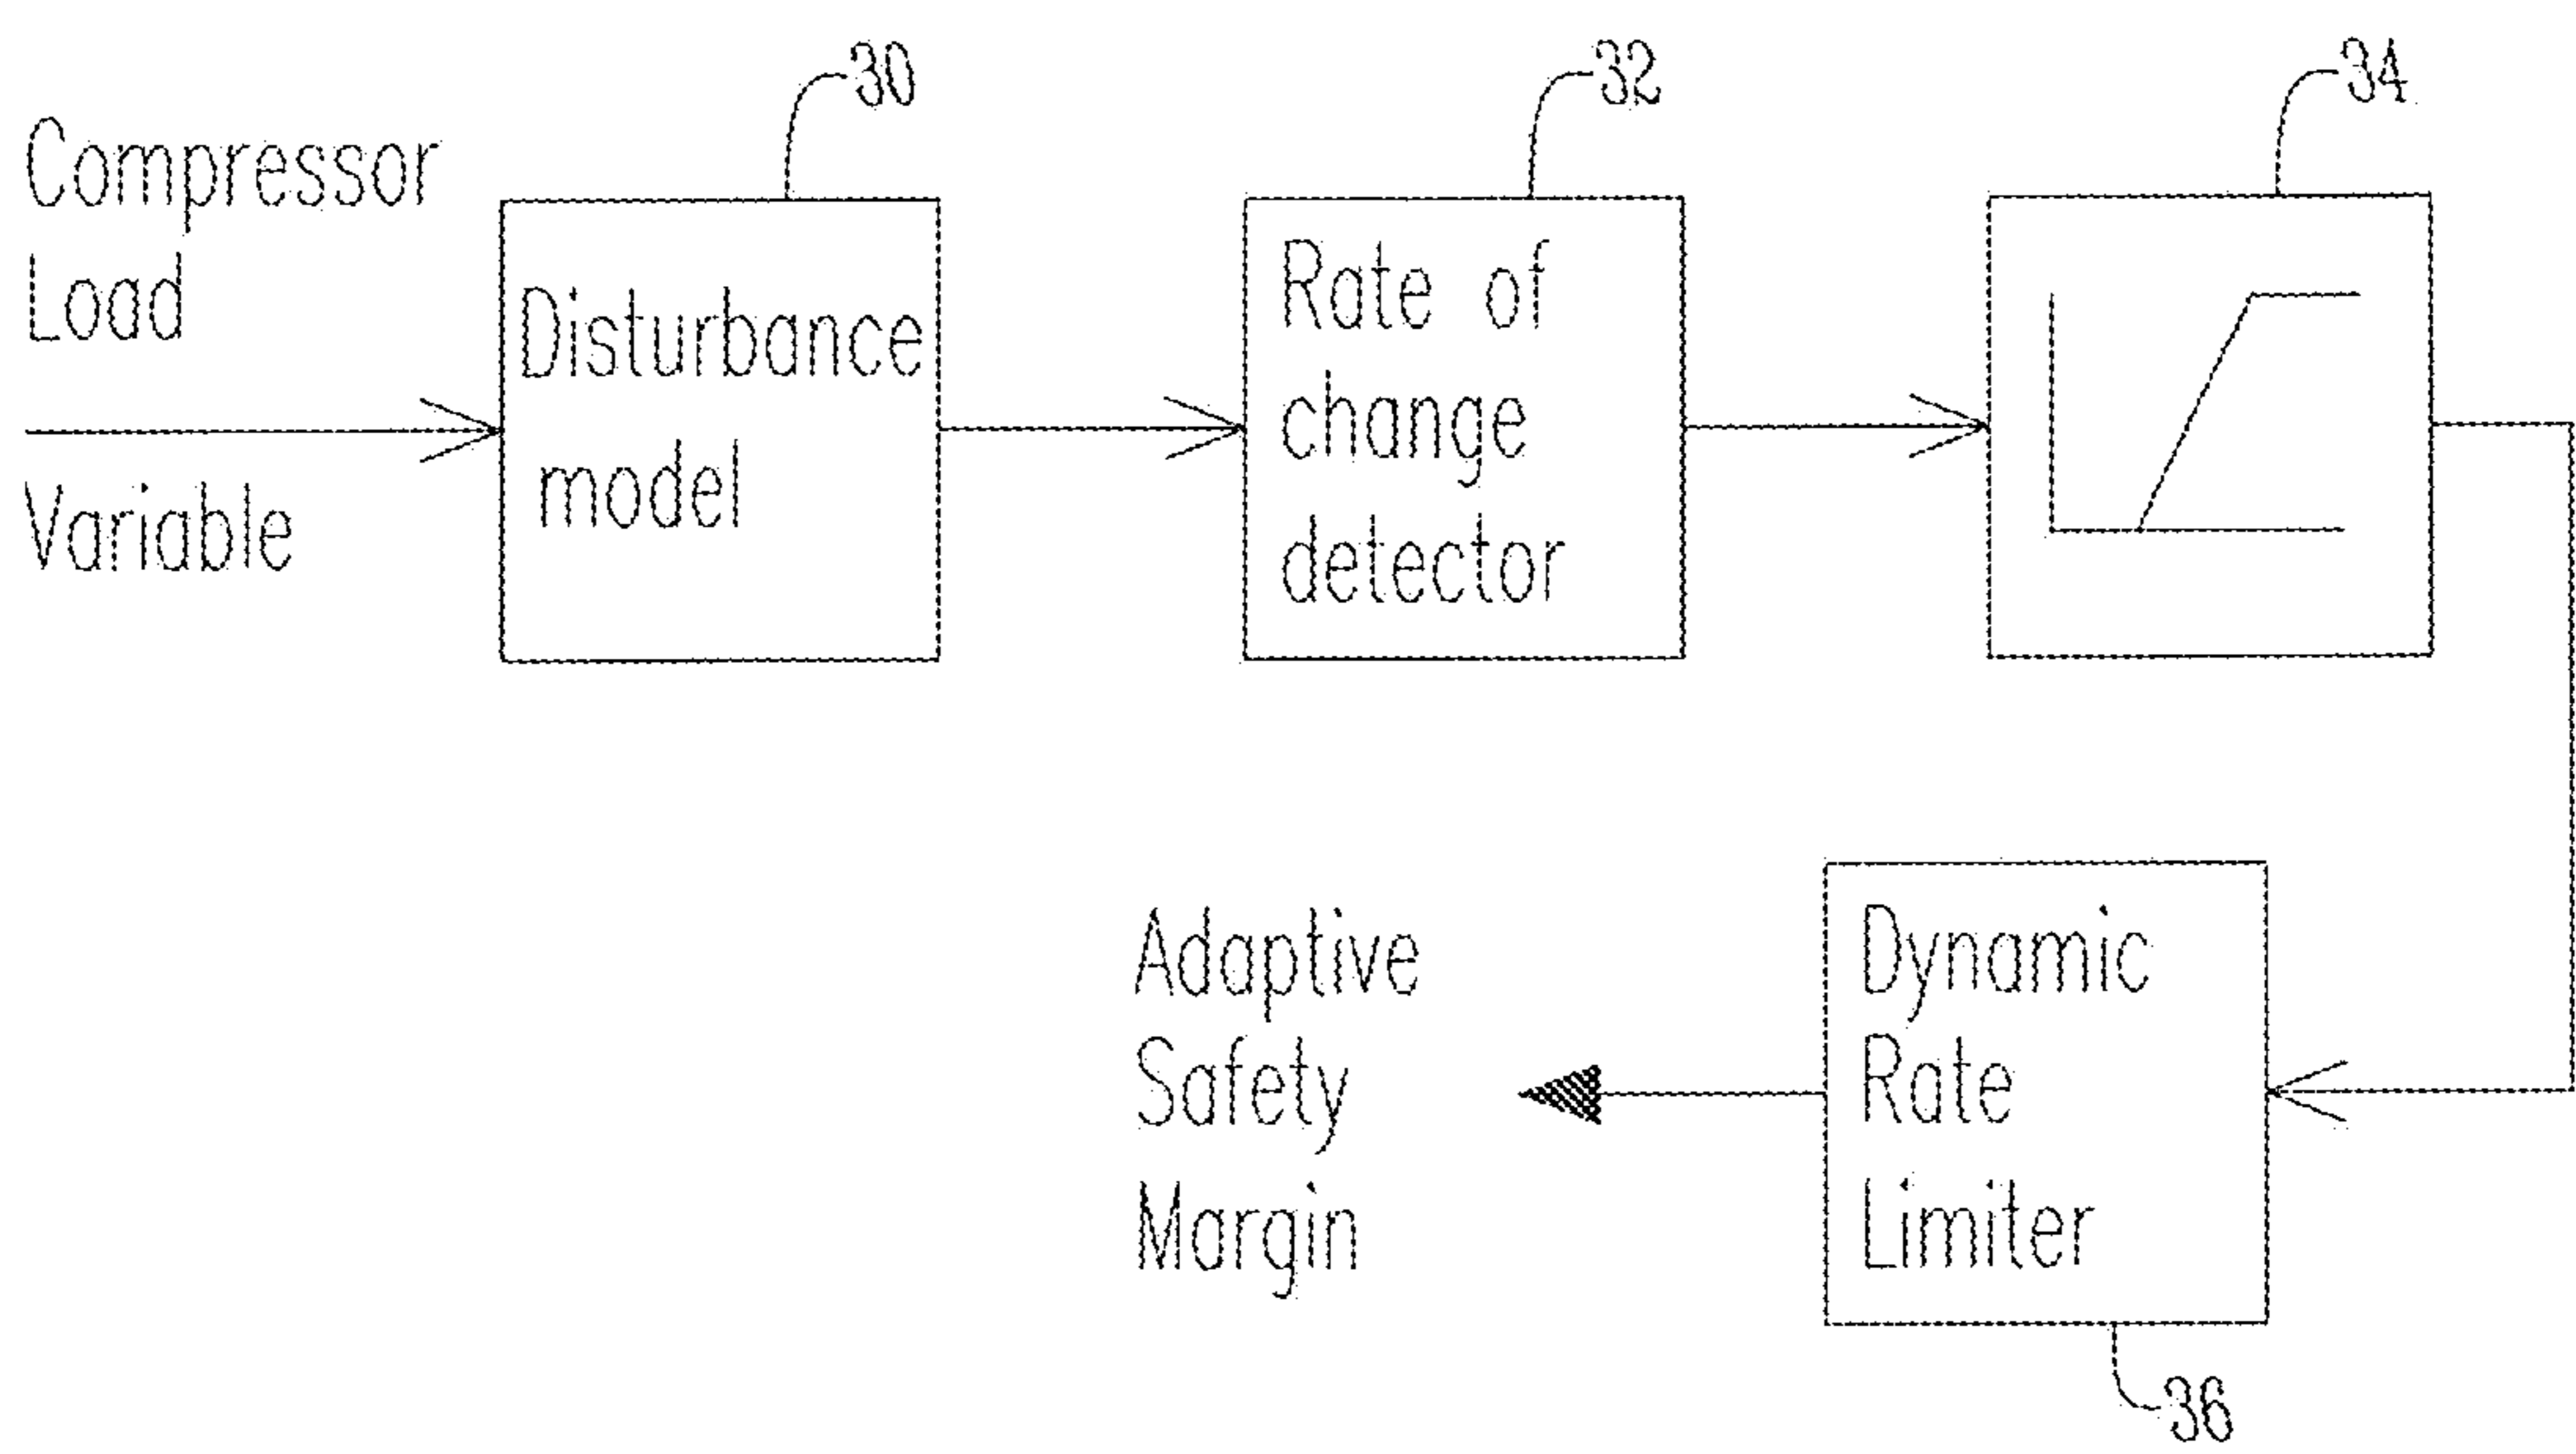 30
32
34
Compressor
Load
Variable
Disturbance
model
Rate of
change
detector
Adaptive
Safety
Margin
Dynamic
Rate
Limiter
36